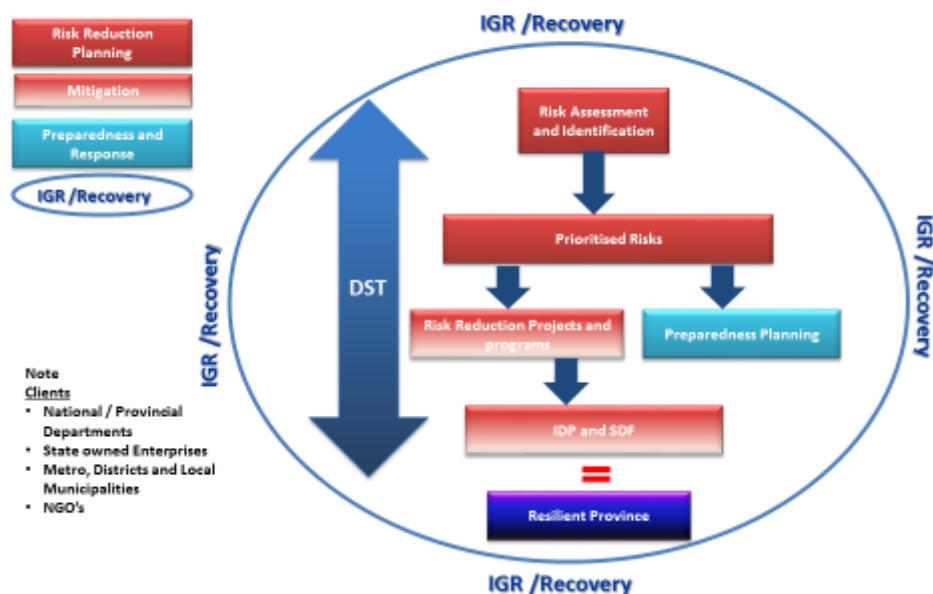 IGR /Recovery
Risk Reduction
Planning
Mitigation
Preparedness and
Response
IGR /Recovery
Risk Assessment
and Identification
Prioritised Risks
DST
Risk Reduction Projects and
programs
Preparedness Planning
IDP and SDF
=
Resilient Province
IGR /Recovery
IGR /Recovery
IGR /Recovery
Note
Clients
• National / Provincial
Departments
• State owned Enterprises
• Metro, Districts and Local
Municipalities
• NGO's